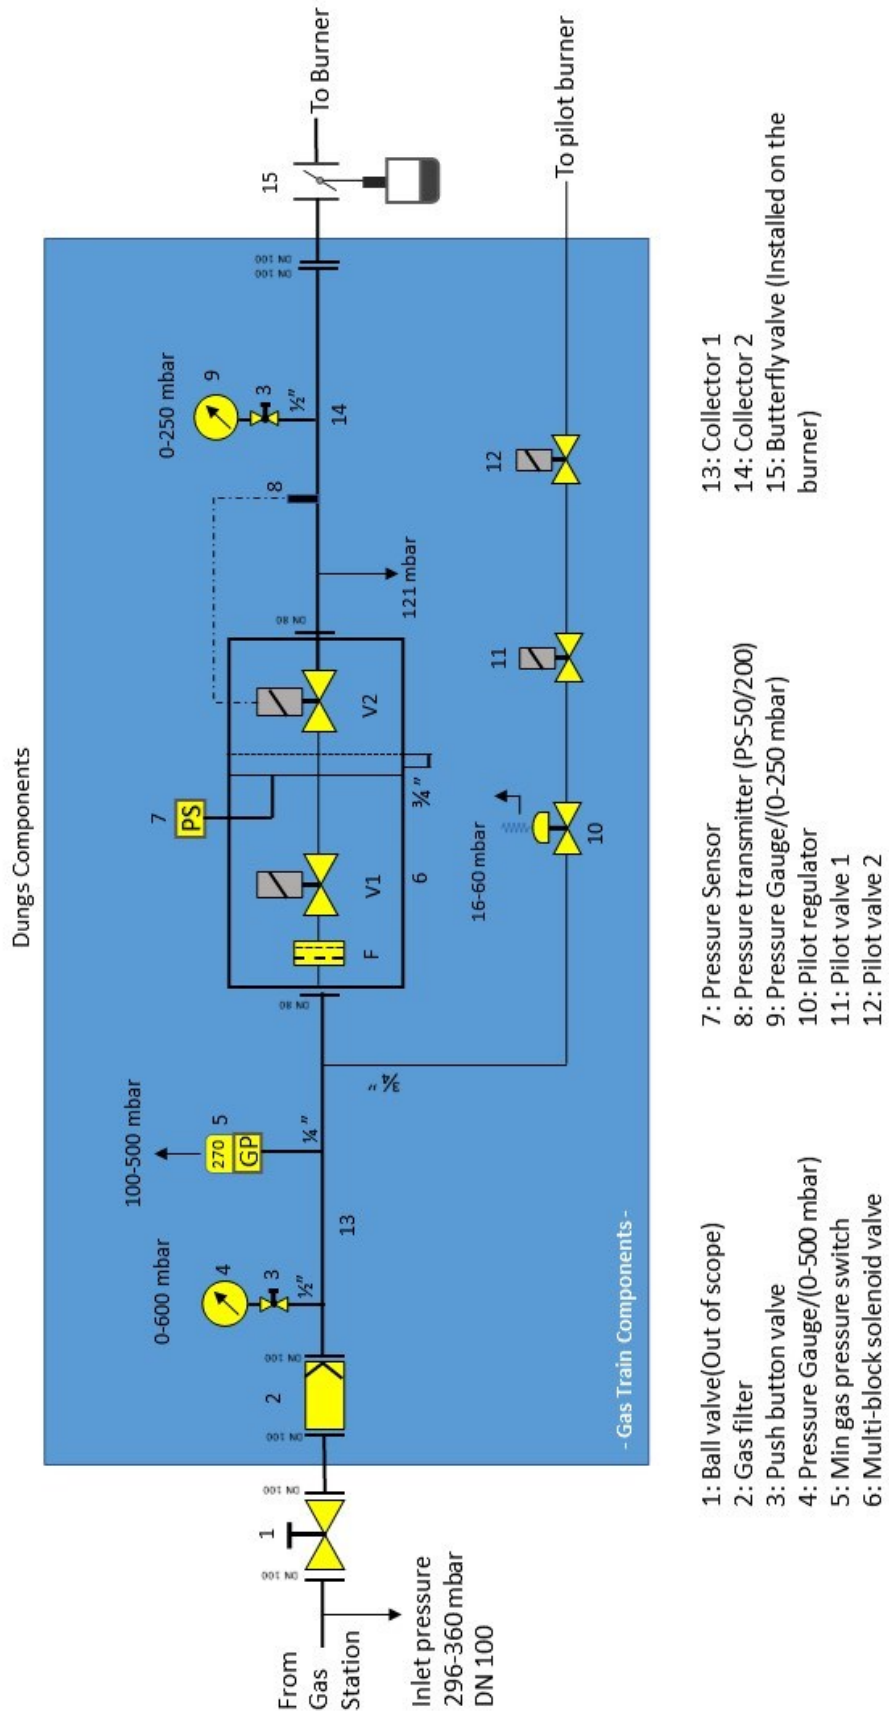 Dungs Components
From
Gas
Station
Inlet pressure
296-360 mbar
DN 100
1
DN 100
DN 100
2
DN 100
DN 100
0-600 mbar
4
3
½”
13
100-500 mbar
270
GP
5
¼”
¾”
DN 80
7
PS
F
V1
6
¾”
V2
DN 80
121 mbar
8
0-250 mbar
9
3
½”
14
DN 100
DN 100
15
To Burner
16-60 mbar
10
11
12
To pilot burner
- Gas Train Components -
1: Ball valve(Out of scope)
2: Gas filter
3: Push button valve
4: Pressure Gauge/(0-500 mbar)
5: Min gas pressure switch
6: Multi-block solenoid valve
7: Pressure Sensor
8: Pressure transmitter (PS-50/200)
9: Pressure Gauge/(0-250 mbar)
10: Pilot regulator
11: Pilot valve 1
12: Pilot valve 2
13: Collector 1
14: Collector 2
15: Butterfly valve (Installed on the
burner)